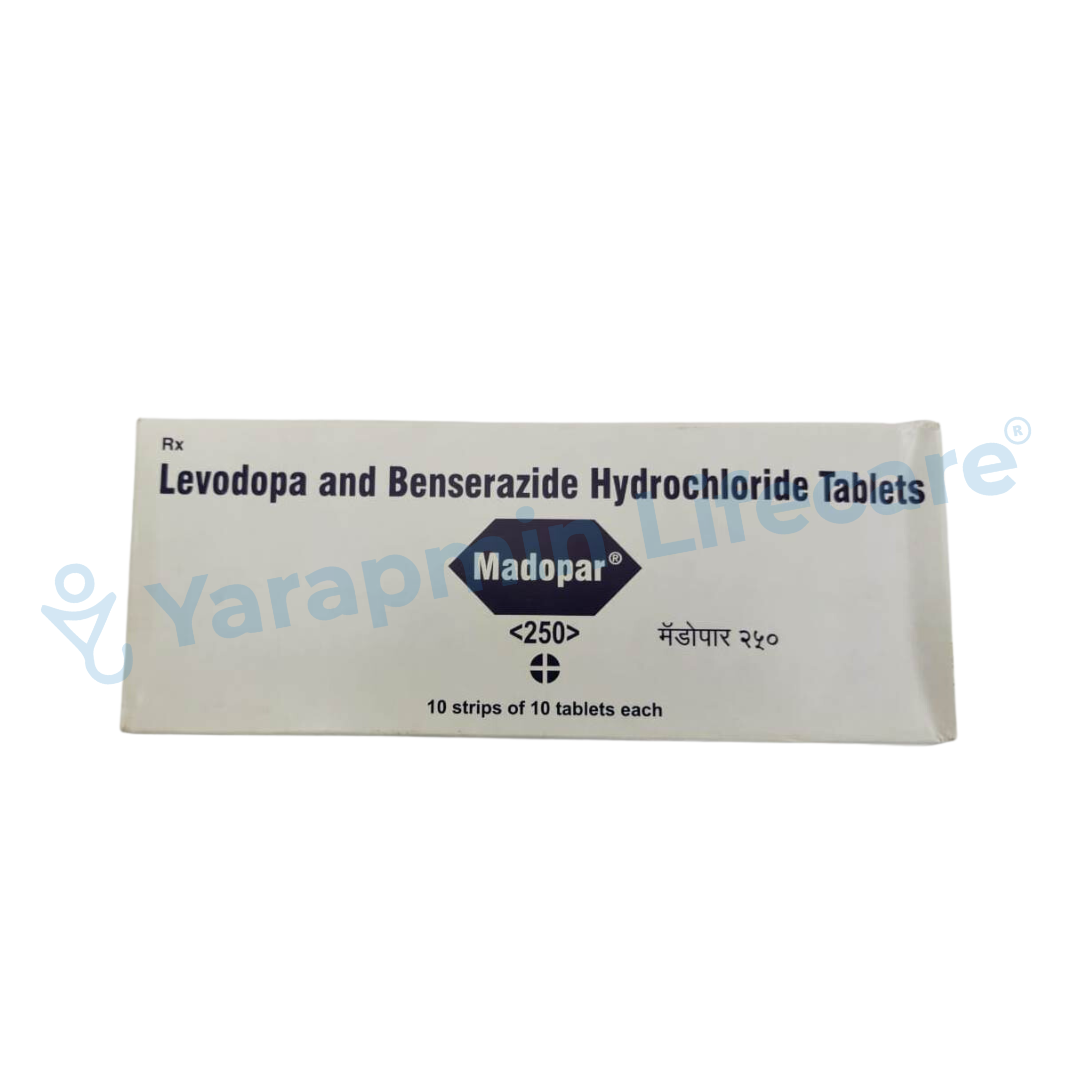 Rx
Levodopa and Benserazide Hydrochloride Tablets
Madopar®
<250>
मॅडोपार २५०
10 strips of 10 tablets each
Yarapmin Lifecare®